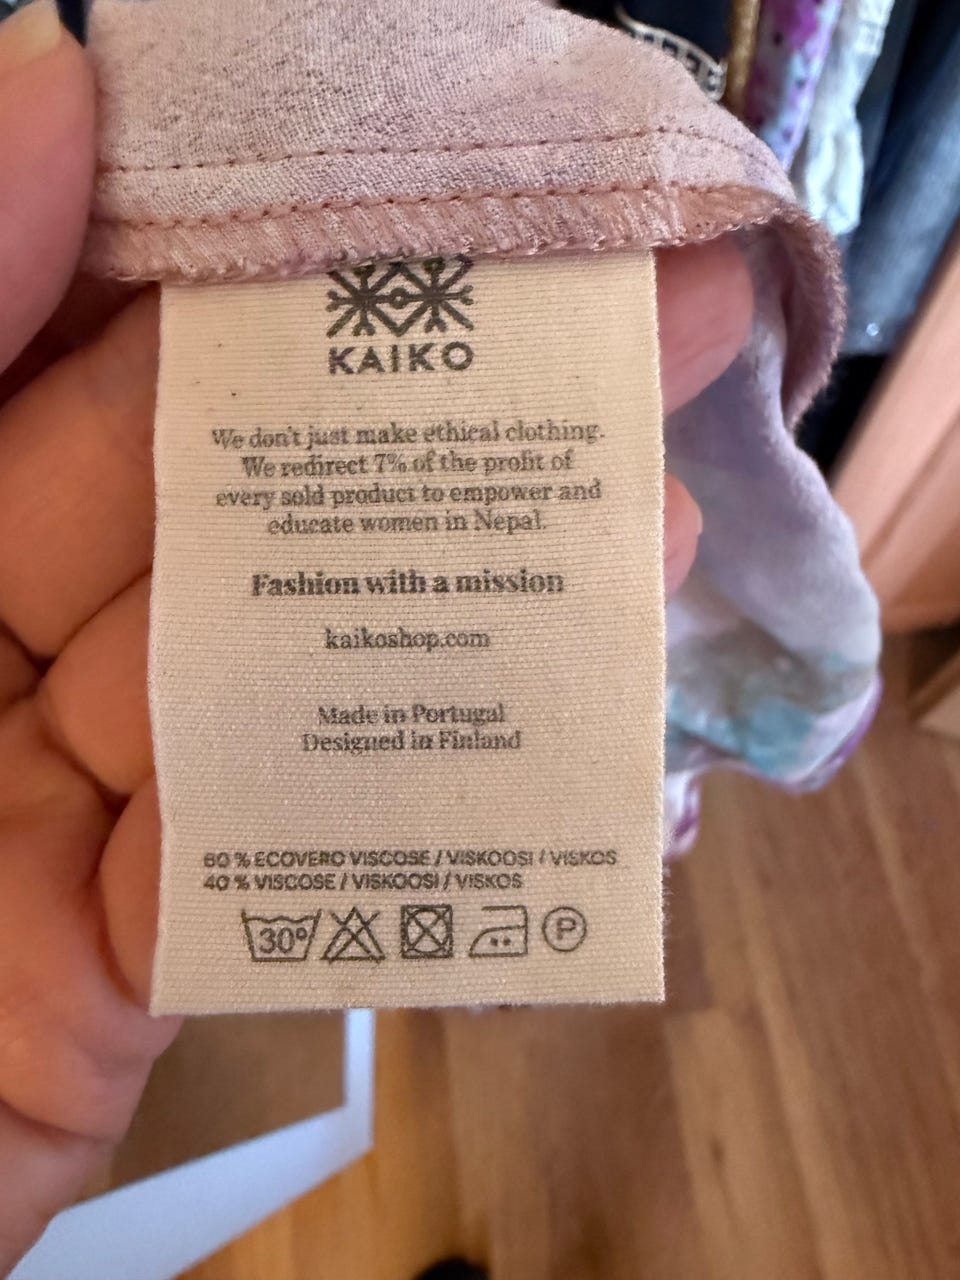 KAIKO
We don't just make ethical clothing.
We redirect 7% of the profit of
every sold product to empower and
educate women in Nepal.
Fashion with a mission
kaikoshop.com
Made in Portugal
Designed in Finland
60 % ECOVERO VISCOSE / VISKOOSI / VISKOS
40 % VISCOSE / VISKOOSI / VISKOS
30° P